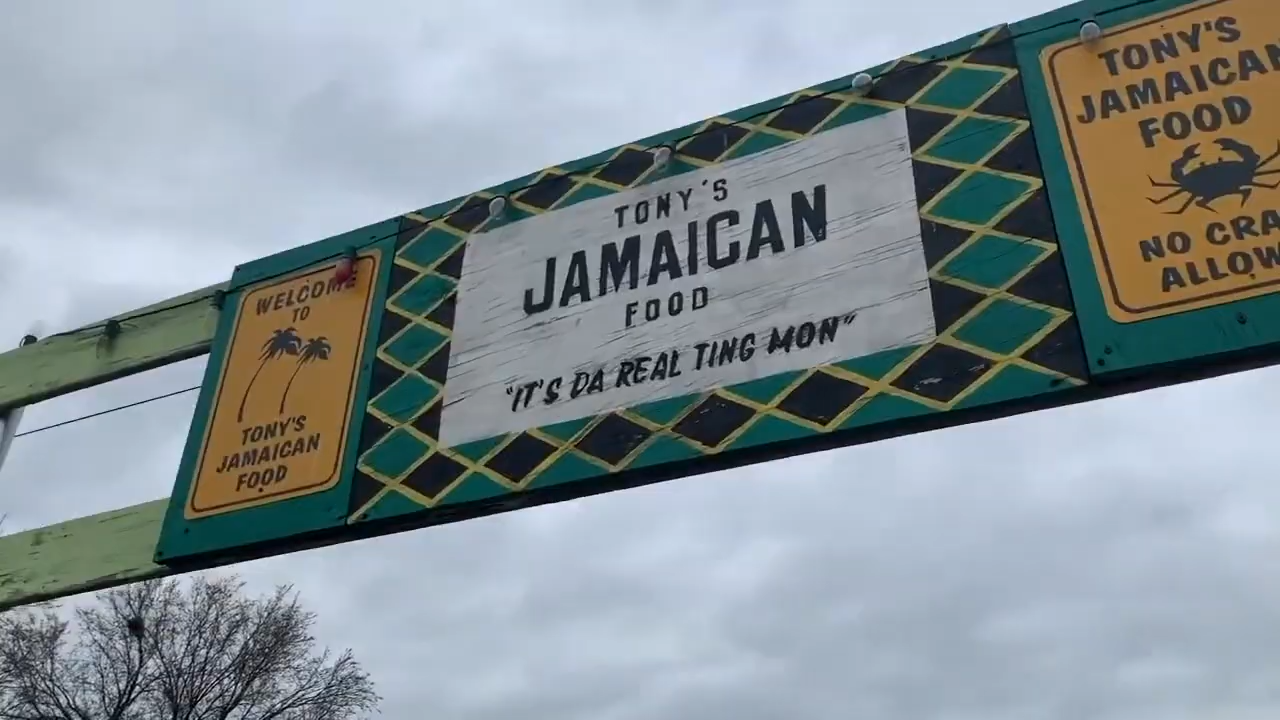 WELCOME
TO
TONY'S
JAMAICAN
FOOD
TONY'S
JAMAICAN
FOOD
"IT'S DA REAL TING MON"
TONY'S
JAMAICAN
FOOD
NO CRA
ALLOW